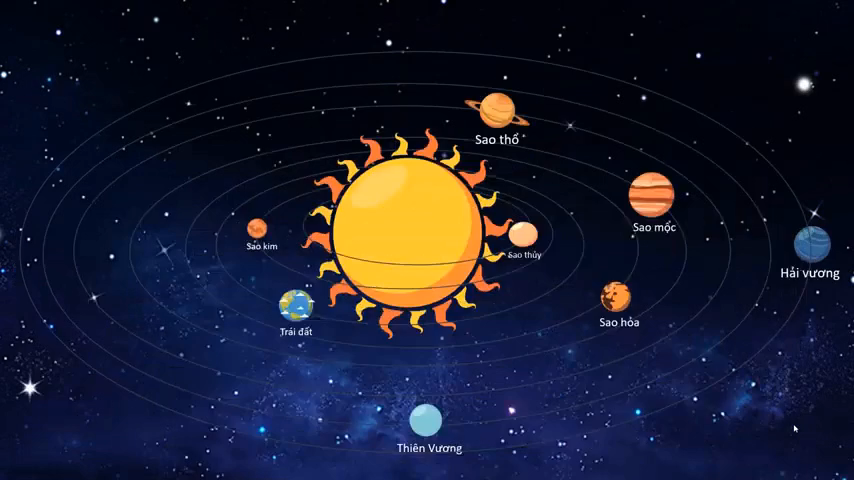 Sao thổ
Sao mộc
Sao kim
Sao thủy
Hải vương
Trái đất
Sao hỏa
Thiên Vương